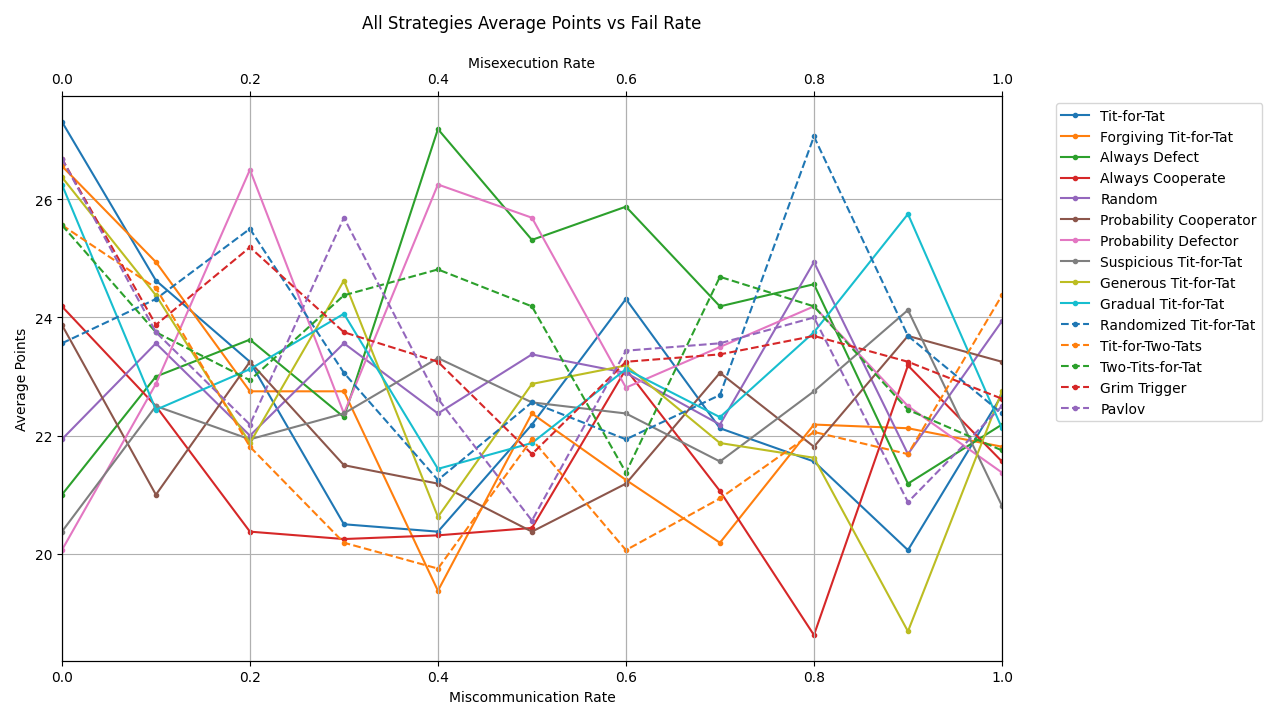 All Strategies Average Points vs Fail Rate
Misexecution Rate
0.0 0.2 0.4 0.6 0.8 1.0
26
24
22
20
Average Points
0.0 0.2 0.4 0.6 0.8 1.0
Miscommunication Rate
Tit-for-Tat
Forgiving Tit-for-Tat
Always Defect
Always Cooperate
Random
Probability Cooperator
Probability Defector
Suspicious Tit-for-Tat
Generous Tit-for-Tat
Gradual Tit-for-Tat
Randomized Tit-for-Tat
Tit-for-Two-Tats
Two-Tits-for-Tat
Grim Trigger
Pavlov